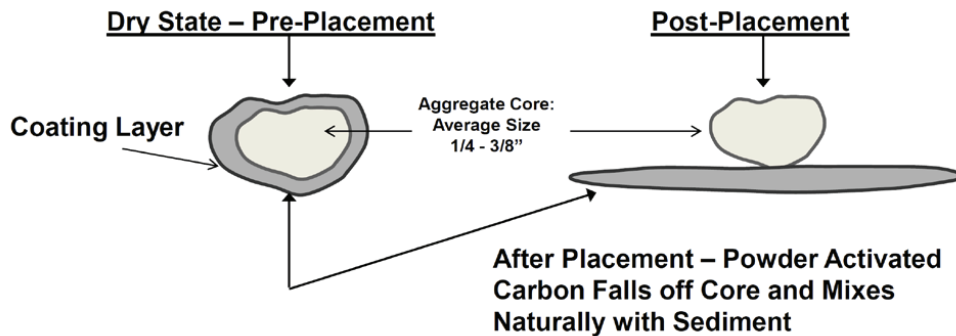 Dry State – Pre-Placement
Post-Placement
Coating Layer
Aggregate Core:
Average Size
1/4 - 3/8”
After Placement – Powder Activated
Carbon Falls off Core and Mixes
Naturally with Sediment